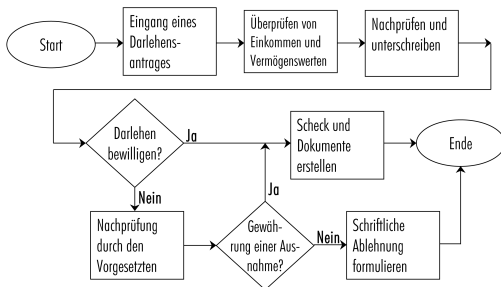 Start
Eingang eines
Darlehens-
antrages
Überprüfen von
Einkommen und
Vermögenswerten
Nachprüfen und
unterschreiben
Darlehen
bewilligen?
Ja
Scheck und
Dokumente
erstellen
Ende
Nein
Nachprüfung
durch den
Vorgesetzten
Gewäh-
rung einer Aus-
nahme?
Ja
Nein
Schriftliche
Ablehnung
formulieren